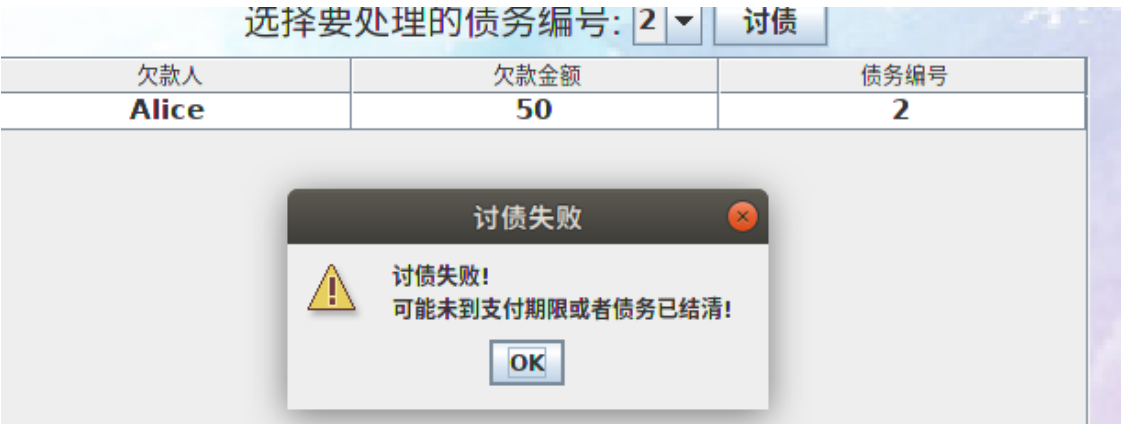 选择要处理的债务编号: 2 讨债
欠款人 欠款金额 债务编号
Alice 50 2
讨债失败
讨债失败!
可能未到支付期限或者债务已结清!
OK